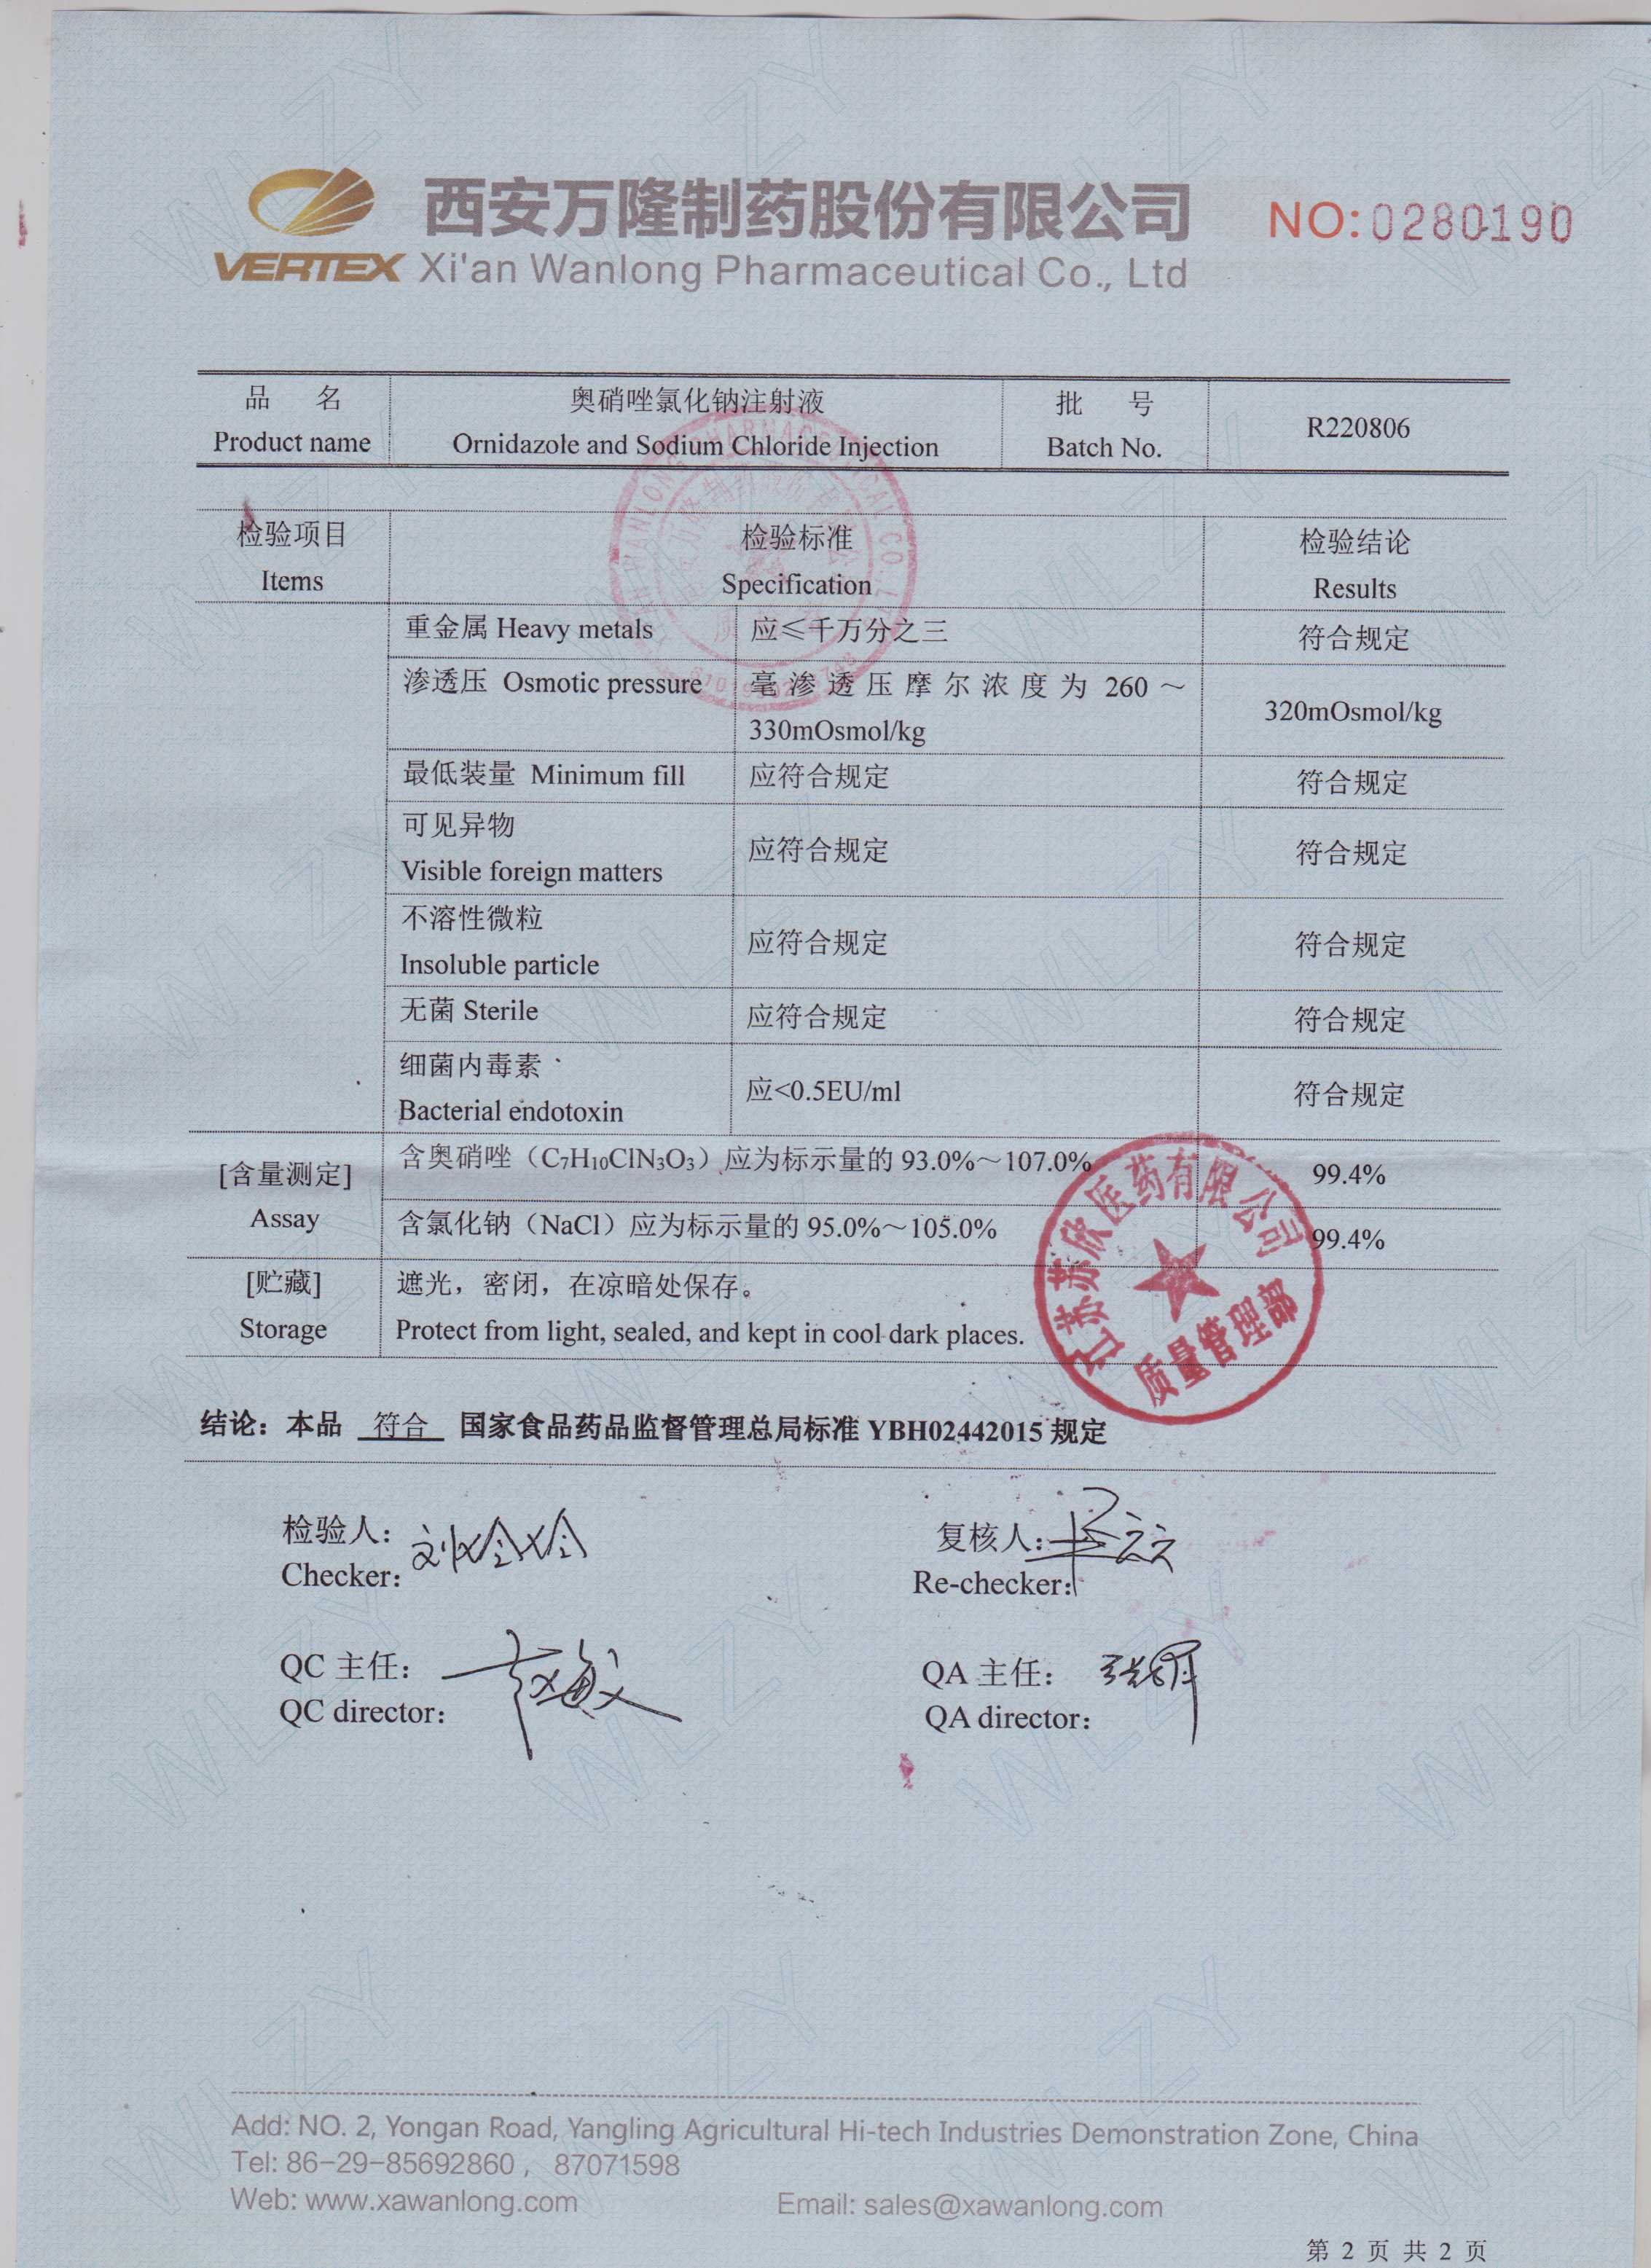 西安万隆制药股份有限公司
NO:0280190
VERTEX Xi'an Wanlong Pharmaceutical Co., Ltd
品 名 奥硝唑氯化钠注射液 批 号
R220806
Product name Ornidazole and Sodium Chloride Injection Batch No.
检验项目 检验标准 检验结论
Items Specification Results
重金属 Heavy metals 应≤千万分之三 符合规定
渗透压 Osmotic pressure 毫渗透压摩尔浓度为 260～
330mOsmol/kg
320mOsmol/kg
最低装量 Minimum fill 应符合规定 符合规定
可见异物
Visible foreign matters
应符合规定 符合规定
不溶性微粒
Insoluble particle
应符合规定 符合规定
无菌 Sterile 应符合规定 符合规定
细菌内毒素
Bacterial endotoxin
应<0.5EU/ml 符合规定
[含量测定]
Assay
含奥硝唑（C₇H₁₀ClN₃O₃）应为标示量的 93.0%～107.0% 99.4%
含氯化钠（NaCl）应为标示量的 95.0%～105.0% 99.4%
[贮藏]
Storage
遮光，密闭，在凉暗处保存。
Protect from light, sealed, and kept in cool dark places.
江苏苏欣医药有限公司
质量管理部
结论：本品 符合 国家食品药品监督管理总局标准 YBH02442015 规定
检验人： 复核人：
Checker: Re-checker:
QC 主任： QA 主任：
QC director: QA director:
Add: NO. 2, Yongan Road, Yangling Agricultural Hi-tech Industries Demonstration Zone, China
Tel: 86-29-85692860 , 87071598
Web: www.xawanlong.com Email: sales@xawanlong.com
第 2 页 共 2 页
WLZY